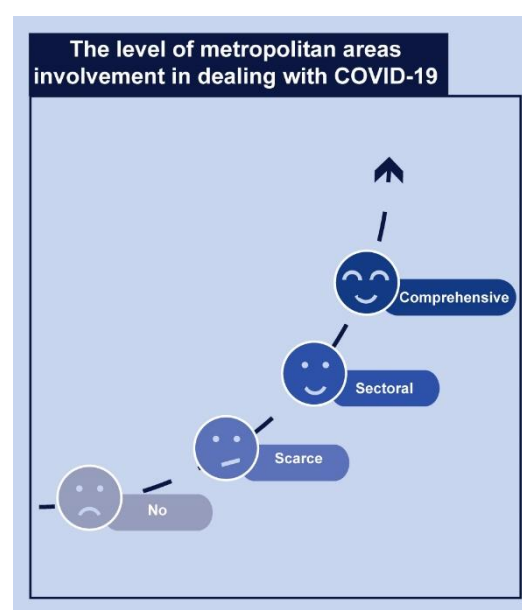 The level of metropolitan areas
involvement in dealing with COVID-19
Comprehensive
Sectoral
Scarce
No